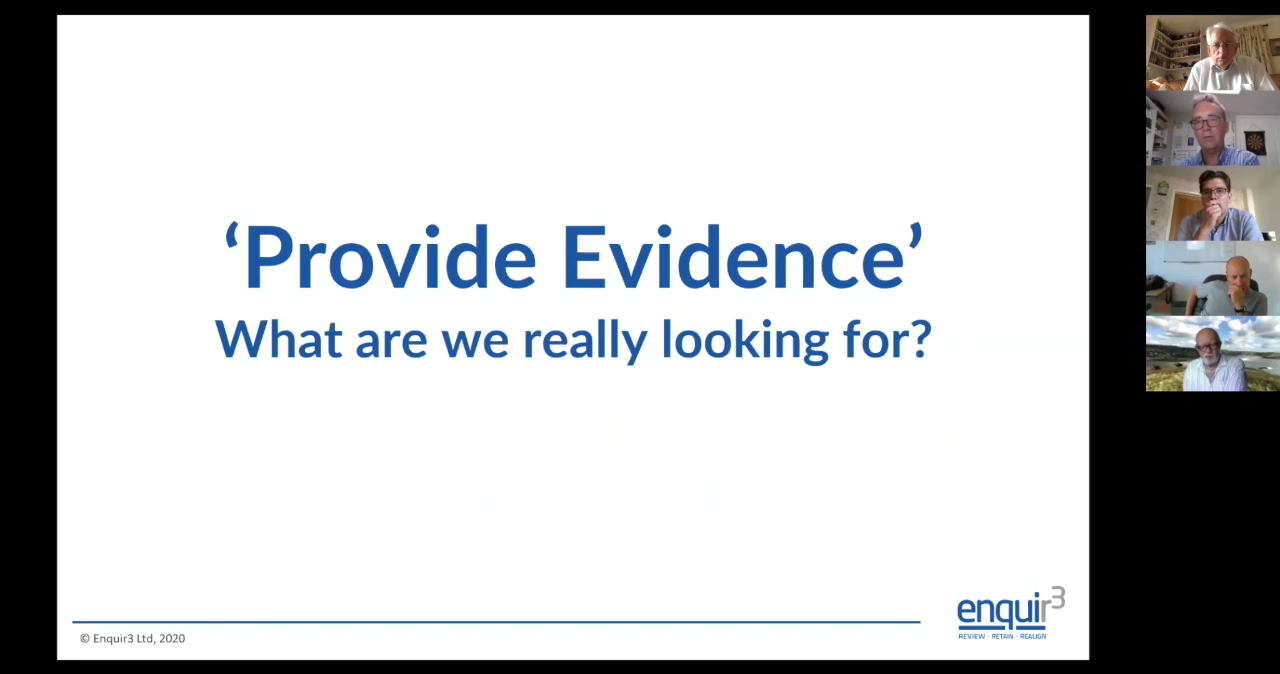 ‘Provide Evidence’
What are we really looking for?
© Enquir3 Ltd, 2020
enquir3
REVIEW · RETAIN · REALIGN